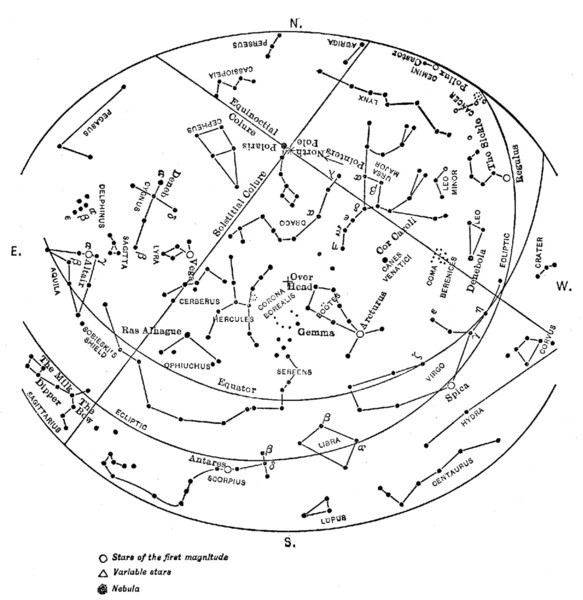 N.
PERSEUS
AURIGA
CASSIOPEIA
GEMINI
Castor
Pollux
CANCER
LYNX
Equinoctial
Colure
CEPHEUS
Polaris
North
Pole
Pointers
URSA
MAJOR
α
β
γ
δ
ε
ζ
η
LEO
MINOR
The Sickle
Regulus
PEGASUS
Solstitial Colure
Deneb
CYGNUS
α
δ
β
DELPHINUS
α
β
ε
SAGITTA
LYRA
Vega
DRACO
α
Cor Caroli
CANES
VENATICI
COMA
BERENICES
LEO
Denebola
ECLIPTIC
CRATER
E.
W.
α
Altair
β
γ
AQUILA
CERBERUS
HERCULES
CORONA
BOREALIS
Over
Head
BOOTES
Arcturus
Gemma
SERPENS
SOBIESKI'S
SHIELD
Ras Alhague
OPHIUCHUS
Equator
ε
η
γ
ζ
VIRGO
Spica
CORVUS
The Milk
Dipper
The
Bow
SAGITTARIUS
ECLIPTIC
HYDRA
Antares
β
δ
SCORPIUS
β
LIBRA
α
CENTAURUS
LUPUS
S.
Stars of the first magnitude
Variable stars
Nebula